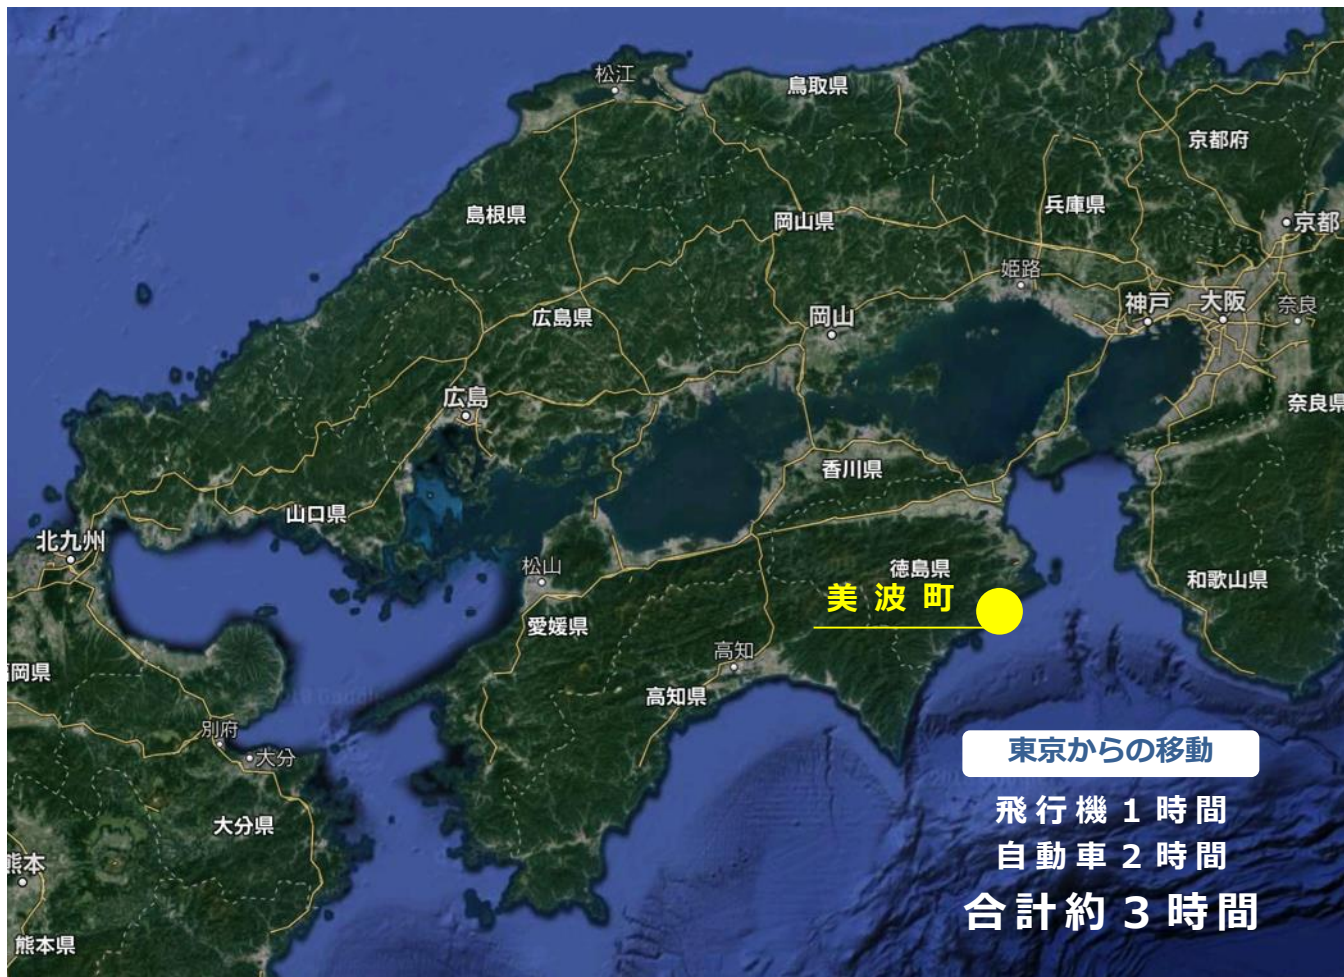 松江
鳥取県
京都府
島根県
岡山県
兵庫県
京都
姫路
広島県
岡山
神戸
大阪
奈良
広島
奈良県
香川県
山口県
北九州
松山
徳島県
和歌山県
美波町
愛媛県
高知
福岡県
高知県
別府
大分
東京からの移動
飛行機1時間
大分県
自動車2時間
熊本
合計約3時間
熊本県